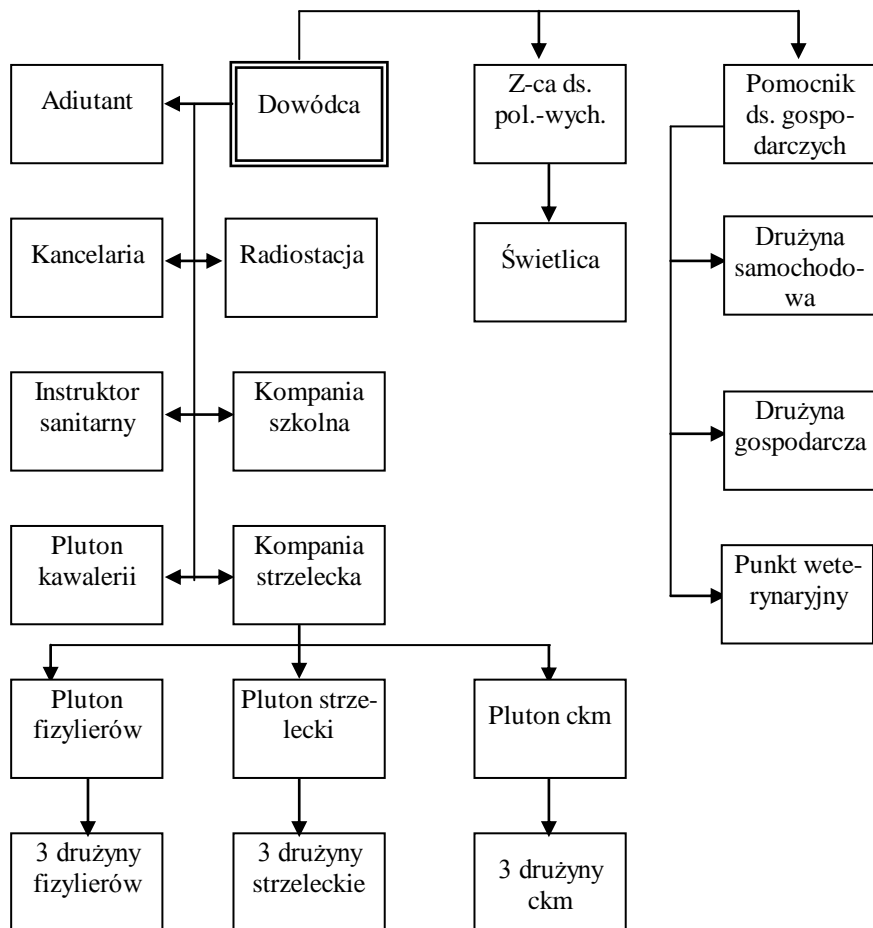 Adiutant
Dowódca
Z-ca ds.
pol.-wych.
Pomocnik
ds. gospo-
darczych
Kancelaria
Radiostacja
Świetlica
Drużyna
samochodo-
wa
Instruktor
sanitarny
Kompania
szkolna
Drużyna
gospodarcza
Pluton
kawalerii
Kompania
strzelecka
Punkt wete-
rynaryjny
Pluton
fizylierów
Pluton strze-
lecki
Pluton ckm
3 drużyny
fizylierów
3 drużyny
strzeleckie
3 drużyny
ckm